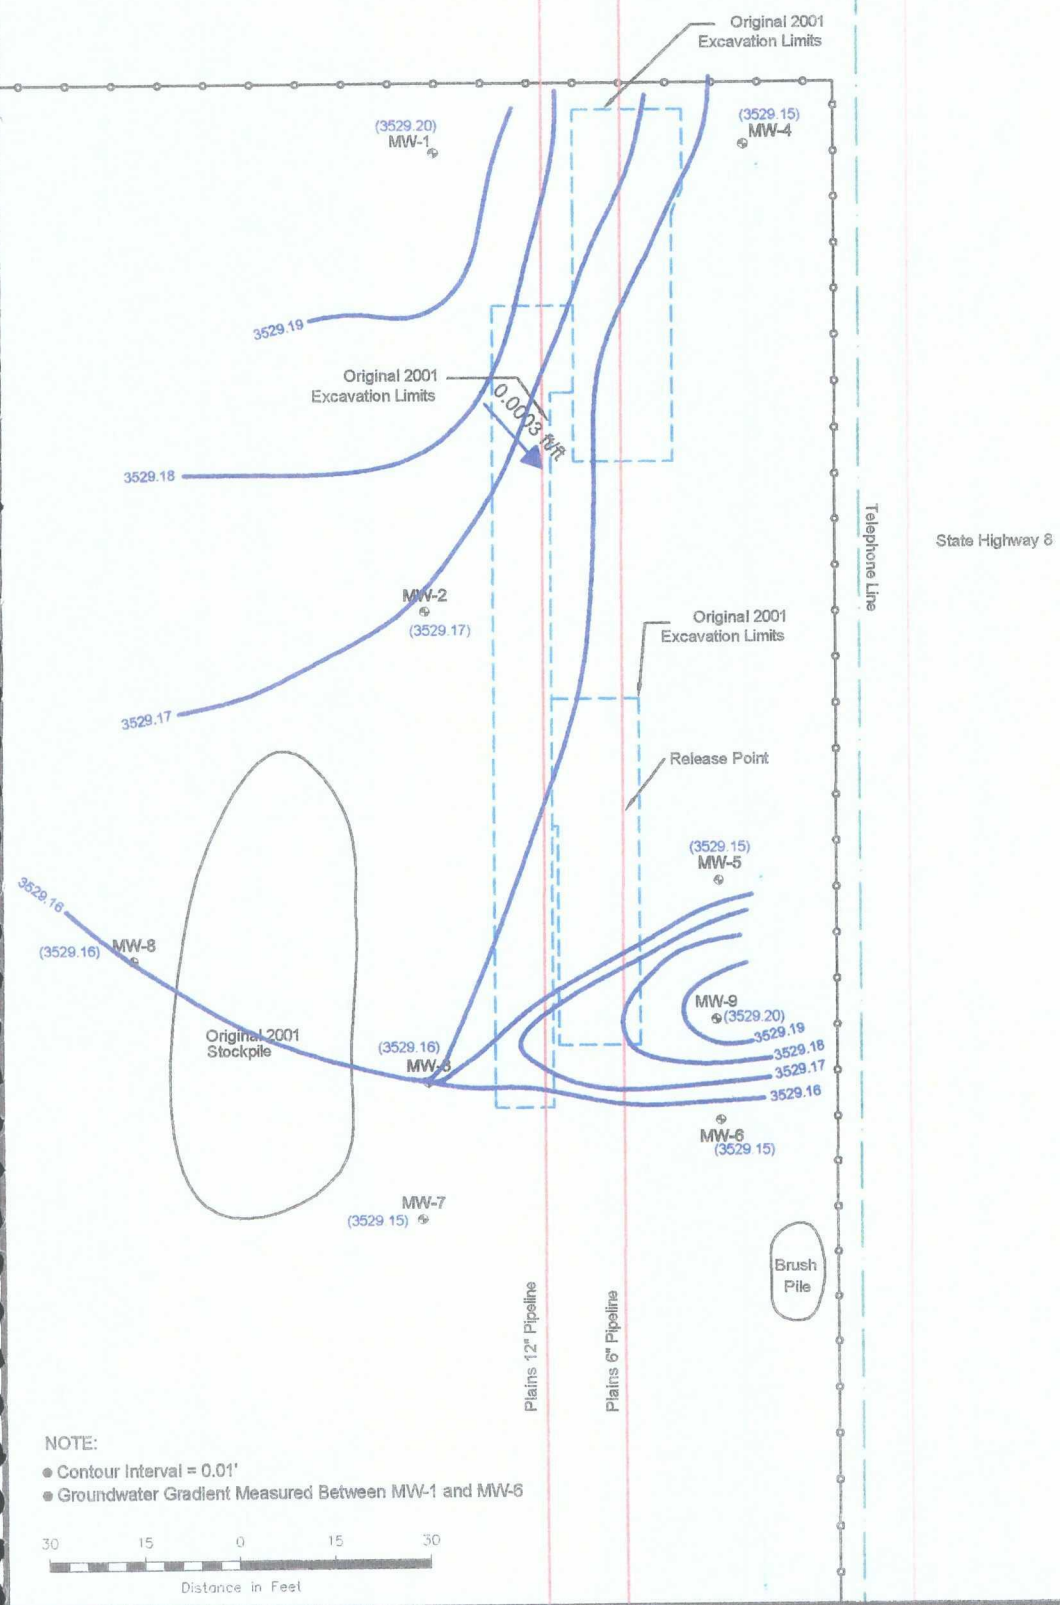 Original 2001
Excavation Limits
(3529.20)
MW-1
(3529.15)
MW-4
3529.19
Original 2001
Excavation Limits
0.0003 ft/ft
3529.18
Telephone Line
State Highway 8
MW-2
(3529.17)
Original 2001
Excavation Limits
3529.17
Release Point
(3529.15)
MW-5
3529.16
(3529.16)
MW-8
MW-9
(3529.20)
3529.19
Original 2001
Stockpile
(3529.16)
MW-3
3529.18
3529.17
3529.16
MW-6
(3529.15)
MW-7
(3529.15)
Brush
Pile
Plains 12" Pipeline
Plains 6" Pipeline
NOTE:
● Contour Interval = 0.01'
● Groundwater Gradient Measured Between MW-1 and MW-6
30 15 0 15 30
Distance in Feet